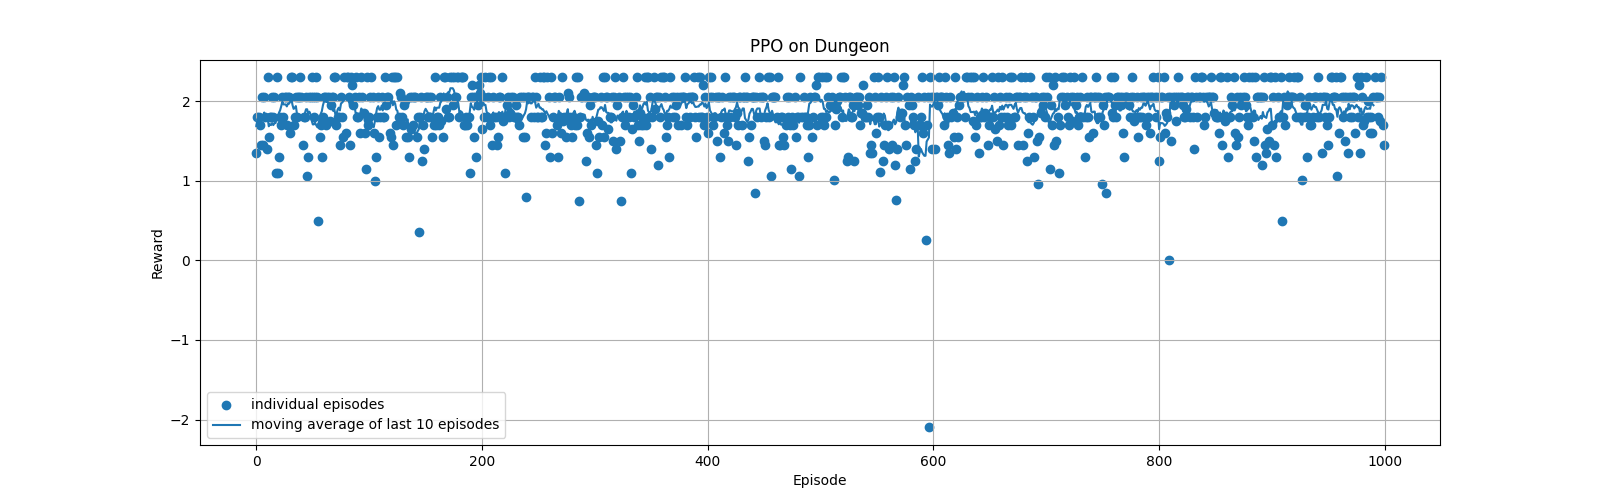 PPO on Dungeon
Reward
2
1
0
−1
−2
individual episodes
moving average of last 10 episodes
0
200
400
600
800
1000
Episode